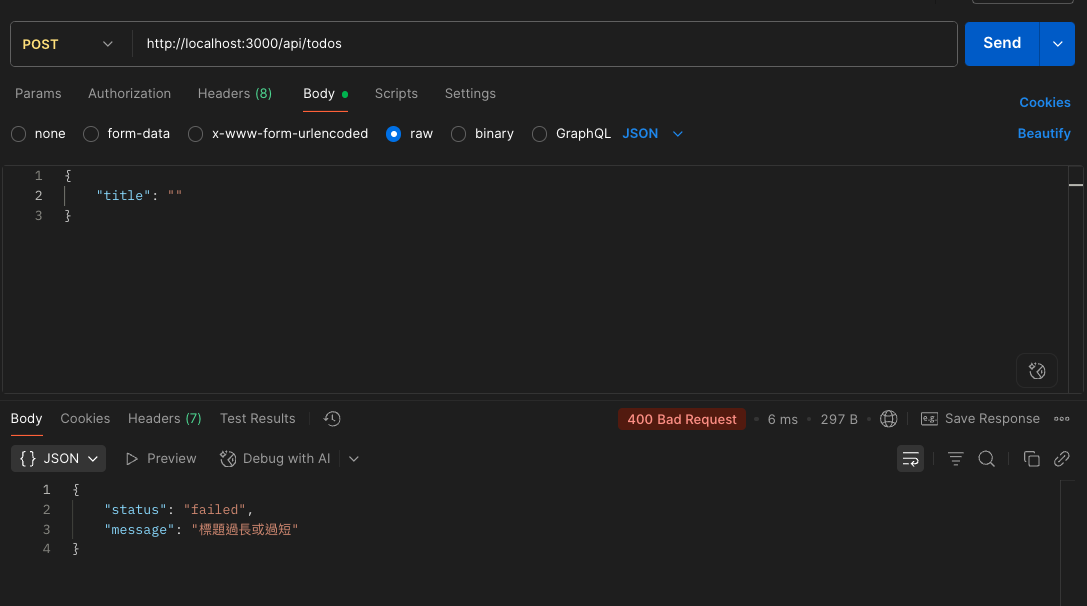 POST http://localhost:3000/api/todos Send
Params Authorization Headers (8) Body Scripts Settings Cookies
none form-data x-www-form-urlencoded raw binary GraphQL JSON Beautify
1 {
2 "title": ""
3 }
Body Cookies Headers (7) Test Results 400 Bad Request 6 ms 297 B e.g. Save Response
{} JSON Preview Debug with AI
1 {
2 "status": "failed",
3 "message": "標題過長或過短"
4 }